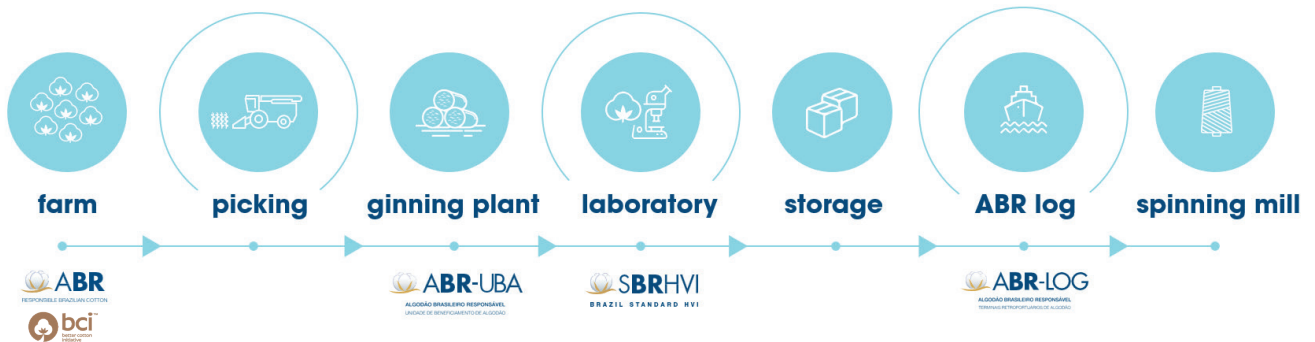 farm
picking
ginning plant
laboratory
storage
ABR log
spinning mill
ABR
RESPONSIBLE BRAZILIAN COTTON
bci™
better cotton
initiative
ABR-UBA
ALGODÃO BRASILEIRO RESPONSÁVEL
UNIDADE DE BENEFICIAMENTO DE ALGODÃO
SBRHVI
BRAZIL STANDARD HVI
ABR-LOG
ALGODÃO BRASILEIRO RESPONSÁVEL
TERMINAIS RETROPORTUÁRIOS DE ALGODÃO